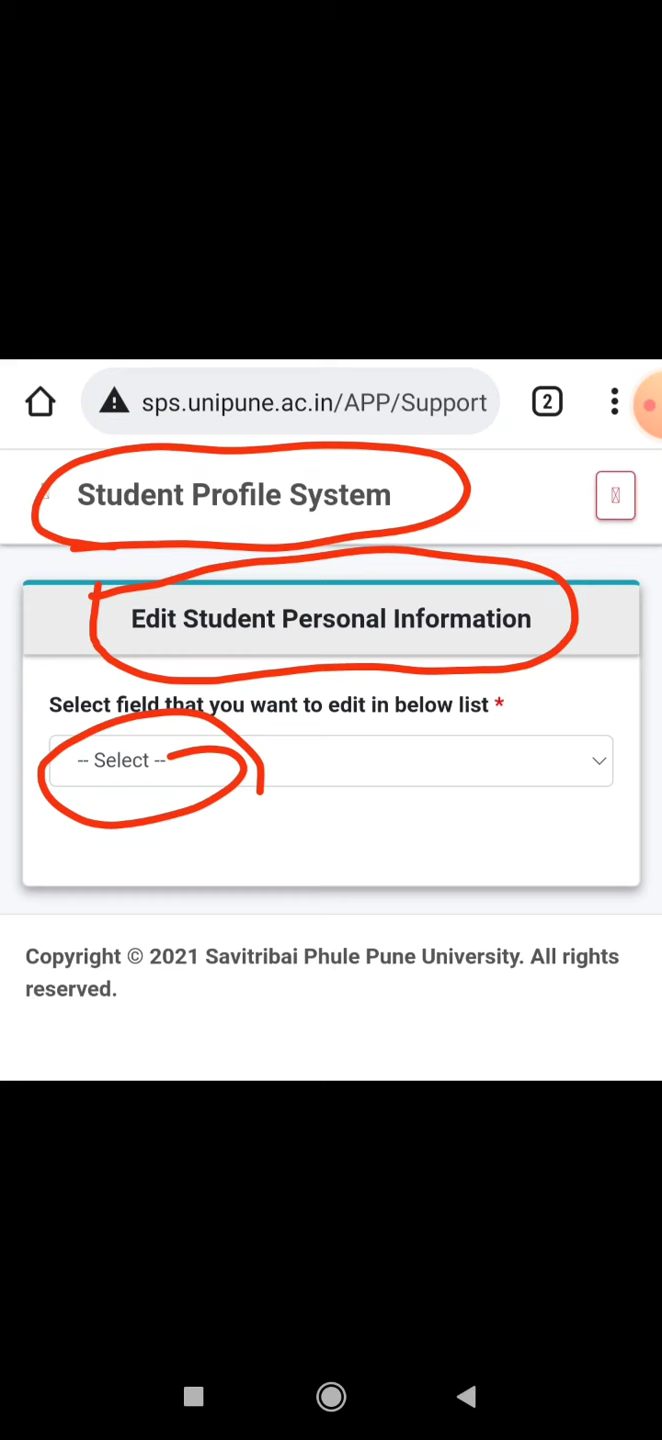 sps.unipune.ac.in/APP/Support
2
Student Profile System
Edit Student Personal Information
Select field that you want to edit in below list *
-- Select --
Copyright © 2021 Savitribai Phule Pune University. All rights
reserved.